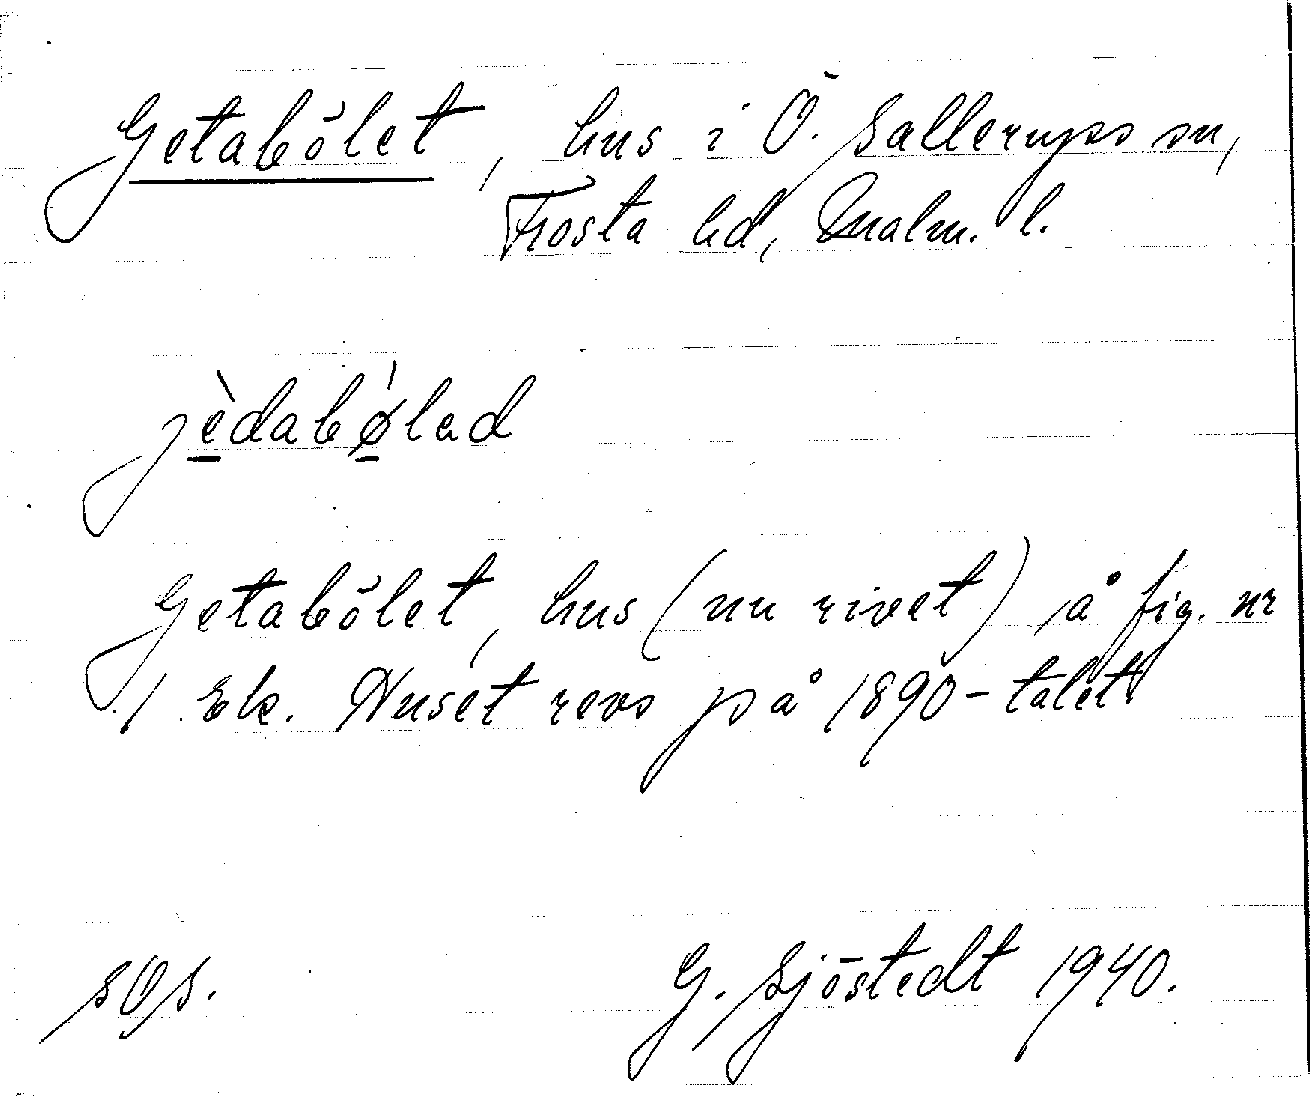 Getabölet, hus i Ö. Sallerups sn,
Frosta hd, Malm. l.
jèdabǿlad
Getabölet, hus (nu rivet) å fig. nr
1 Ek. Huset revs på 1890-talet
sOs.
G. Sjöstedt 1940.